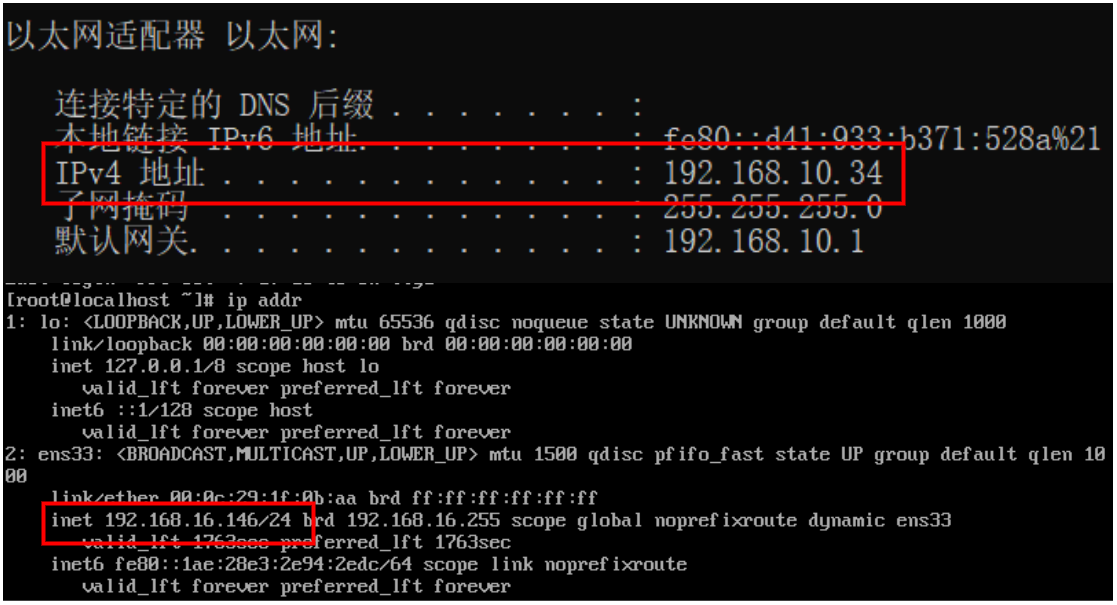 以太网适配器 以太网:
连接特定的 DNS 后缀 . . . . . . . :
本地链接 IPv6 地址. . . . . . . . : fe80::d41:933:b371:528a%21
IPv4 地址 . . . . . . . . . . . . : 192.168.10.34
子网掩码 . . . . . . . . . . . . : 255.255.255.0
默认网关. . . . . . . . . . . . . : 192.168.10.1
[root@localhost ~]# ip addr
1: lo: <LOOPBACK,UP,LOWER_UP> mtu 65536 qdisc noqueue state UNKNOWN group default qlen 1000
link/loopback 00:00:00:00:00:00 brd 00:00:00:00:00:00
inet 127.0.0.1/8 scope host lo
valid_lft forever preferred_lft forever
inet6 ::1/128 scope host
valid_lft forever preferred_lft forever
2: ens33: <BROADCAST,MULTICAST,UP,LOWER_UP> mtu 1500 qdisc pfifo_fast state UP group default qlen 10
00
link/ether 00:0c:29:1f:0b:aa brd ff:ff:ff:ff:ff:ff
inet 192.168.16.146/24 brd 192.168.16.255 scope global noprefixroute dynamic ens33
valid_lft 1763sec preferred_lft 1763sec
inet6 fe80::1ae:28e3:2e94:2edc/64 scope link noprefixroute
valid_lft forever preferred_lft forever